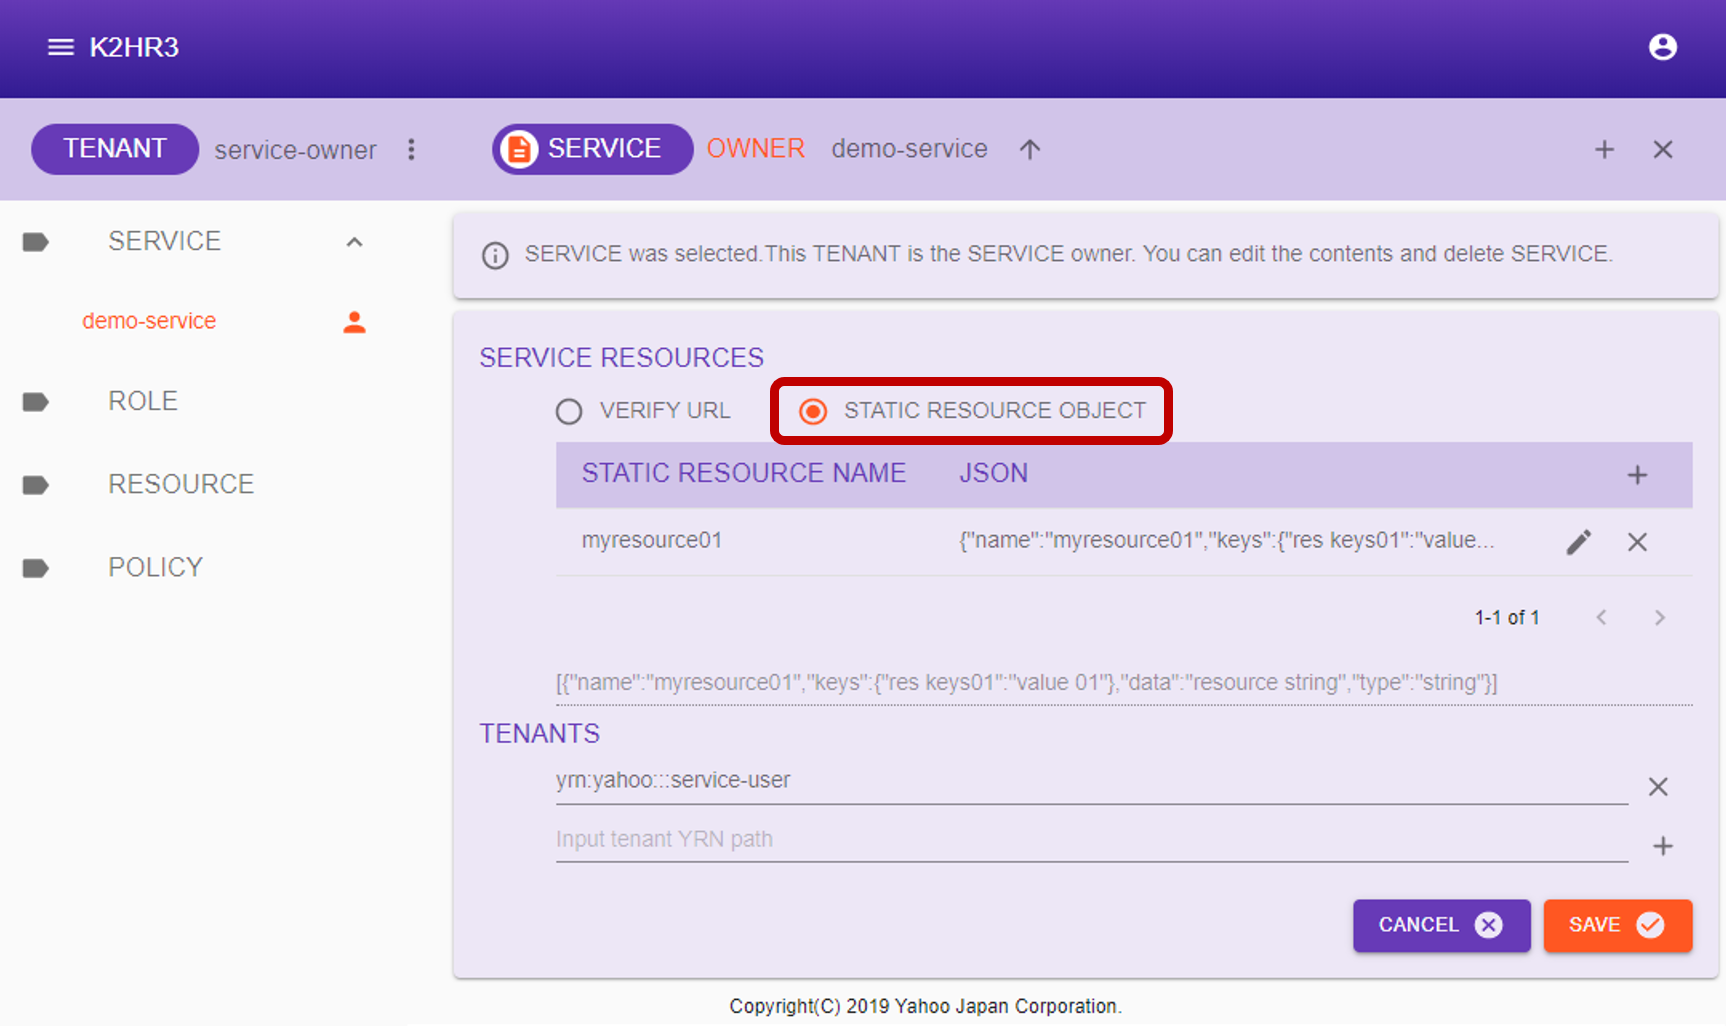 K2HR3
TENANT service-owner SERVICE OWNER demo-service
SERVICE
demo-service
ROLE
RESOURCE
POLICY
SERVICE was selected.This TENANT is the SERVICE owner. You can edit the contents and delete SERVICE.
SERVICE RESOURCES
VERIFY URL STATIC RESOURCE OBJECT
STATIC RESOURCE NAME JSON
myresource01 {"name":"myresource01","keys":{"res keys01":"value...
1-1 of 1
[{"name":"myresource01","keys":{"res keys01":"value 01"},"data":"resource string","type":"string"}]
TENANTS
yrn:yahoo:::service-user
Input tenant YRN path
CANCEL SAVE
Copyright(C) 2019 Yahoo Japan Corporation.